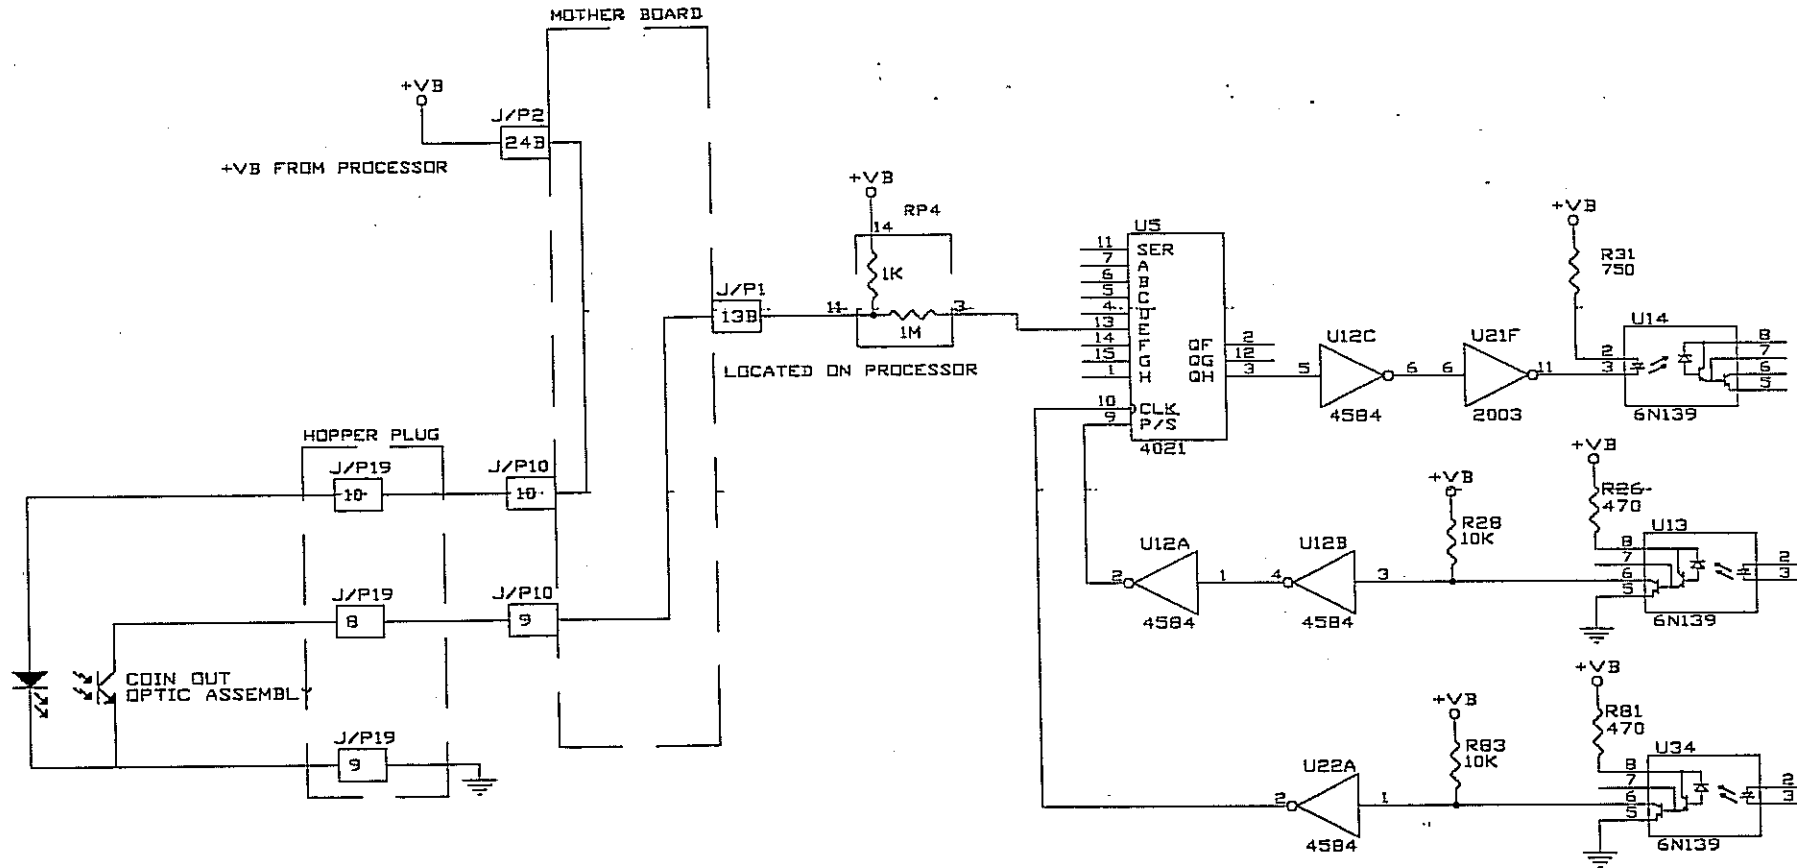 MOTHER BOARD
+VB
J/P2
24B
+VB FROM PROCESSOR
+VB
RP4
14
1K
J/P1
13B
11
3
1M
LOCATED ON PROCESSOR
U5
11 SER
7 A
6 B
5 C
4 D
13 E
14 F
15 G
1 H
10 CLK
9 P/S
QF 2
QG 12
QH 3
4021
U12C
5
6
4584
U21F
6
11
2003
+VB
R31
750
U14
2
3
8
7
6
5
6N139
HOPPER PLUG
J/P19
10
J/P10
10
J/P19
8
J/P10
9
COIN OUT
OPTIC ASSEMBLY
J/P19
9
U12A
2
1
4584
U12B
4
3
4584
+VB
R28
10K
+VB
R26
470
U13
8
7
6
5
2
3
6N139
U22A
2
1
4584
+VB
R83
10K
+VB
R81
470
U34
8
7
6
5
2
3
6N139